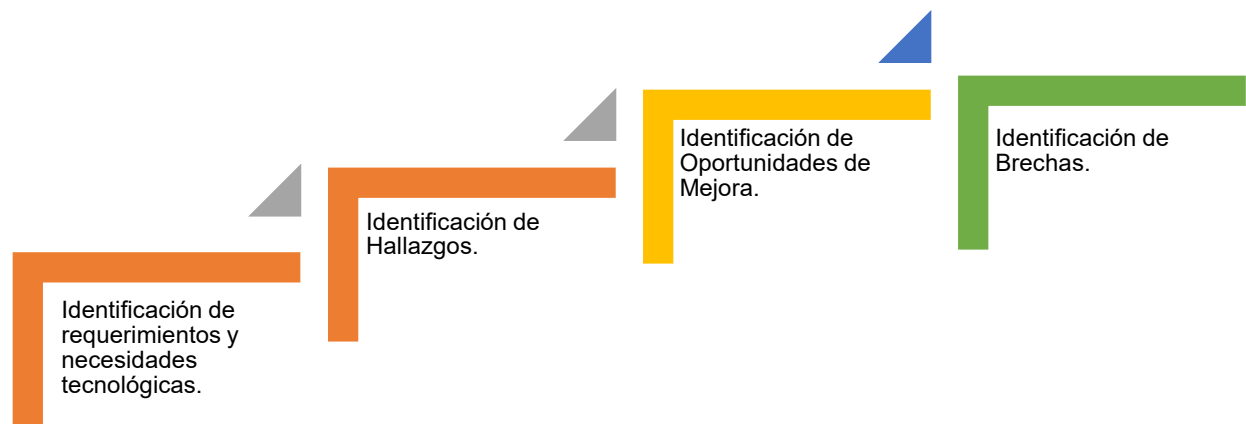 Identificación de
requerimientos y
necesidades
tecnológicas.
Identificación de
Hallazgos.
Identificación de
Oportunidades de
Mejora.
Identificación de
Brechas.